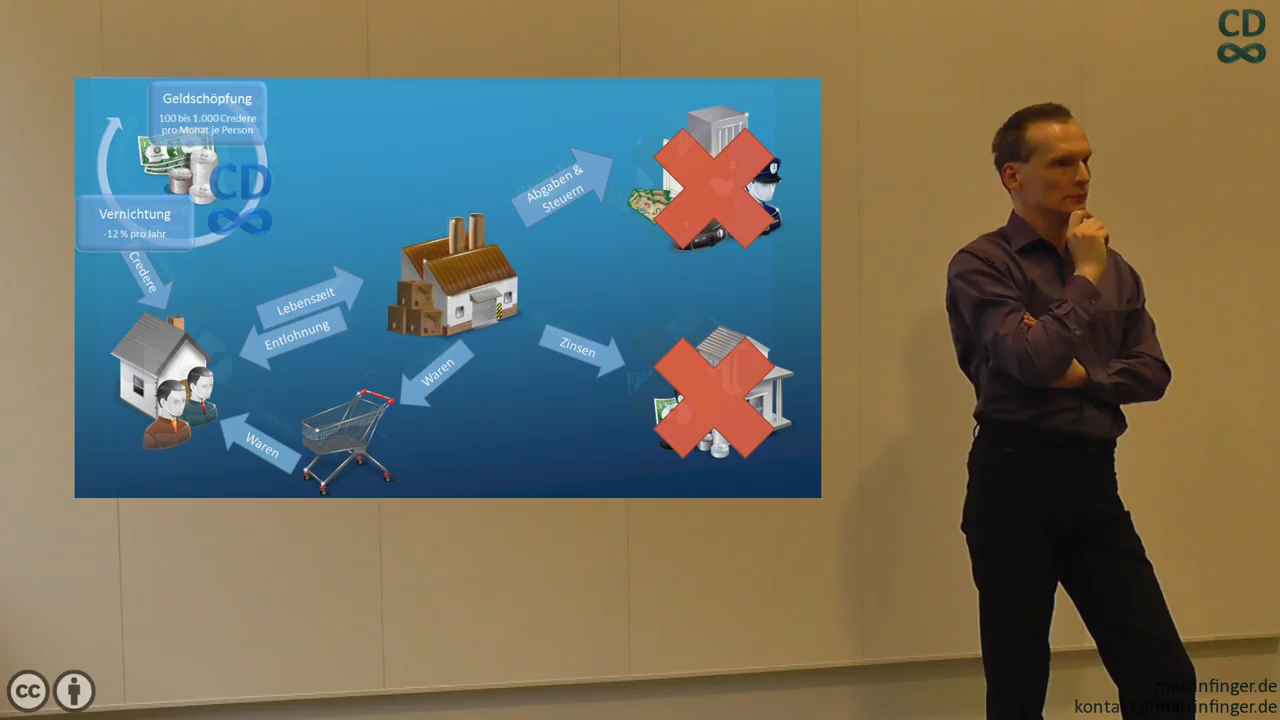 CD
Geldschöpfung
100 bis 1.000 Credere
pro Monat je Person
CD
Vernichtung
-12 % pro Jahr
Credere
Abgaben &
Steuern
Lebenszeit
Entlohnung
Zinsen
Waren
Waren
cc
martinfinger.de
kontakt@martinfinger.de